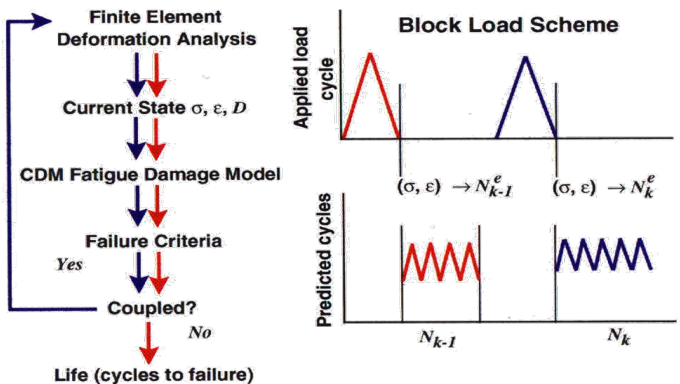 Finite Element
Deformation Analysis
Current State σ, ε, D
CDM Fatigue Damage Model
Failure Criteria
Yes
Coupled?
No
Life (cycles to failure)
Block Load Scheme
Applied load
cycle
(σ, ε) → N^e_{k-1}
(σ, ε) → N^e_k
Predicted cycles
N_{k-1}
N_k